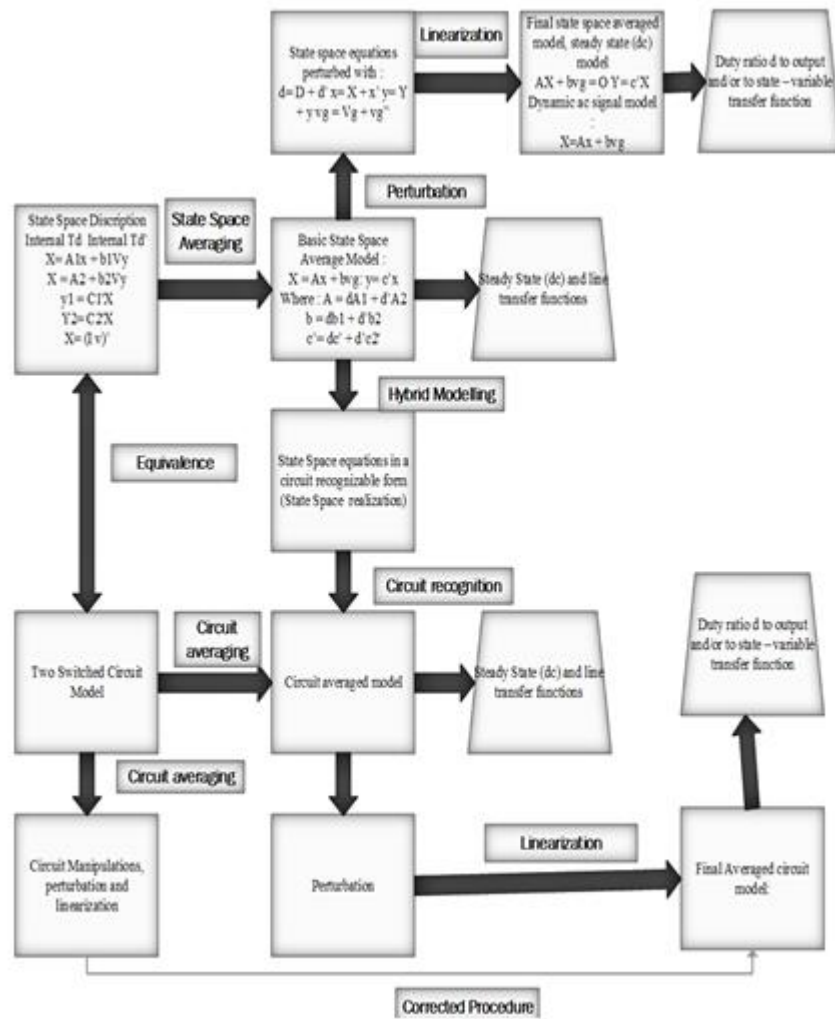 State space equations
perturbed with :
d= D + d' x= X + x' y= Y
+ y vg = Vg + vg'"
Linearization
Final state space averaged
model, steady state (dc)
model
AX + bvg = O Y= c'X
Dynamic ac signal model
:
X=Ax + bvg
Duty ratio d to output
and/or to state – variable
transfer function
Perturbation
State Space Discription
Internal Td Internal Td'
X= A1x + b1Vy
X = A2 + b2Vy
y1 = C1'X
Y2= C2'X
X= (I v)'
State Space
Averaging
Basic State Space
Average Model :
X = Ax + bvg: y= c'x
Where : A = dA1 + d'A2
b = db1 + d'b2
c'= dc' + d'c2'
Steady State (dc) and line
transfer functions
Hybrid Modelling
Equivalence
State Space equations in a
circuit recognizable form
(State Space realization)
Circuit recognition
Two Switched Circuit
Model
Circuit
averaging
Circuit averaged model
Steady State (dc) and line
transfer functions
Duty ratio d to output
and/or to state – variable
transfer function
Circuit averaging
Circuit Manipulations,
perturbation and
linearization
Perturbation
Linearization
Final Averaged circuit
model:
Corrected Procedure